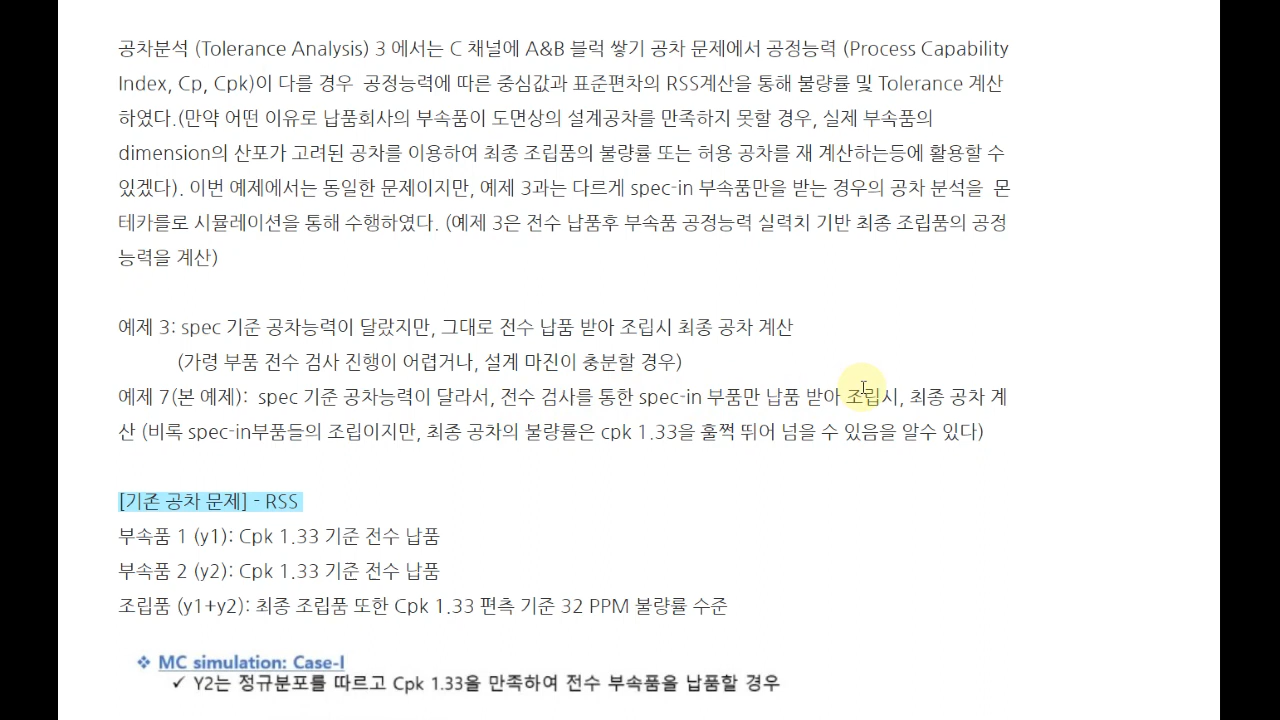 공차분석 (Tolerance Analysis) 3 에서는 C 채널에 A&B 블럭 쌓기 공차 문제에서 공정능력 (Process Capability
Index, Cp, Cpk)이 다를 경우 공정능력에 따른 중심값과 표준편차의 RSS계산을 통해 불량률 및 Tolerance 계산
하였다.(만약 어떤 이유로 납품회사의 부속품이 도면상의 설계공차를 만족하지 못할 경우, 실제 부속품의
dimension의 산포가 고려된 공차를 이용하여 최종 조립품의 불량률 또는 허용 공차를 재 계산하는등에 활용할 수
있겠다). 이번 예제에서는 동일한 문제이지만, 예제 3과는 다르게 spec-in 부속품만을 받는 경우의 공차 분석을 몬
테카를로 시뮬레이션을 통해 수행하였다. (예제 3은 전수 납품후 부속품 공정능력 실력치 기반 최종 조립품의 공정
능력을 계산)
예제 3: spec 기준 공차능력이 달랐지만, 그대로 전수 납품 받아 조립시 최종 공차 계산
(가령 부품 전수 검사 진행이 어렵거나, 설계 마진이 충분할 경우)
예제 7(본 예제): spec 기준 공차능력이 달라서, 전수 검사를 통한 spec-in 부품만 납품 받아 조립시, 최종 공차 계
산 (비록 spec-in부품들의 조립이지만, 최종 공차의 불량률은 cpk 1.33을 훌쩍 뛰어 넘을 수 있음을 알수 있다)
[기존 공차 문제] - RSS
부속품 1 (y1): Cpk 1.33 기준 전수 납품
부속품 2 (y2): Cpk 1.33 기준 전수 납품
조립품 (y1+y2): 최종 조립품 또한 Cpk 1.33 편측 기준 32 PPM 불량률 수준
❖ MC simulation: Case-I
✓ Y2는 정규분포를 따르고 Cpk 1.33을 만족하여 전수 부속품을 납품할 경우